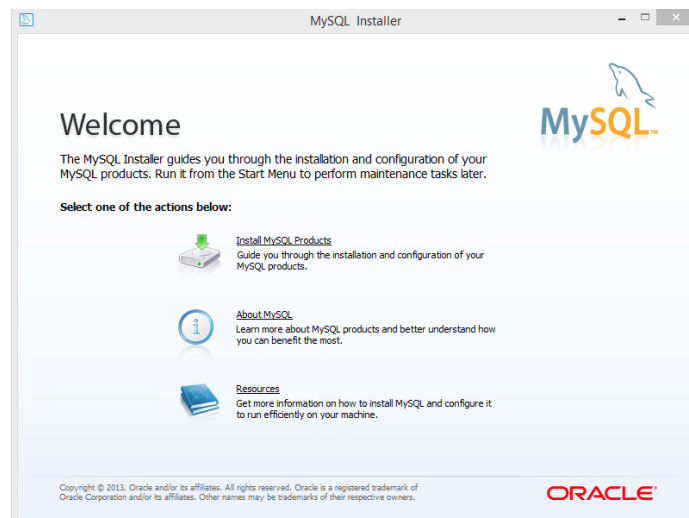 MySQL Installer
MySQL™
Welcome
The MySQL Installer guides you through the installation and configuration of your
MySQL products. Run it from the Start Menu to perform maintenance tasks later.
Select one of the actions below:
Install MySQL Products
Guide you through the installation and configuration of your
MySQL products.
About MySQL
Learn more about MySQL products and better understand how
you can benefit the most.
Resources
Get more information on how to install MySQL and configure it
to run efficiently on your machine.
Copyright © 2013, Oracle and/or its affiliates. All rights reserved. Oracle is a registered trademark of
Oracle Corporation and/or its affiliates. Other names may be trademarks of their respective owners.
ORACLE®